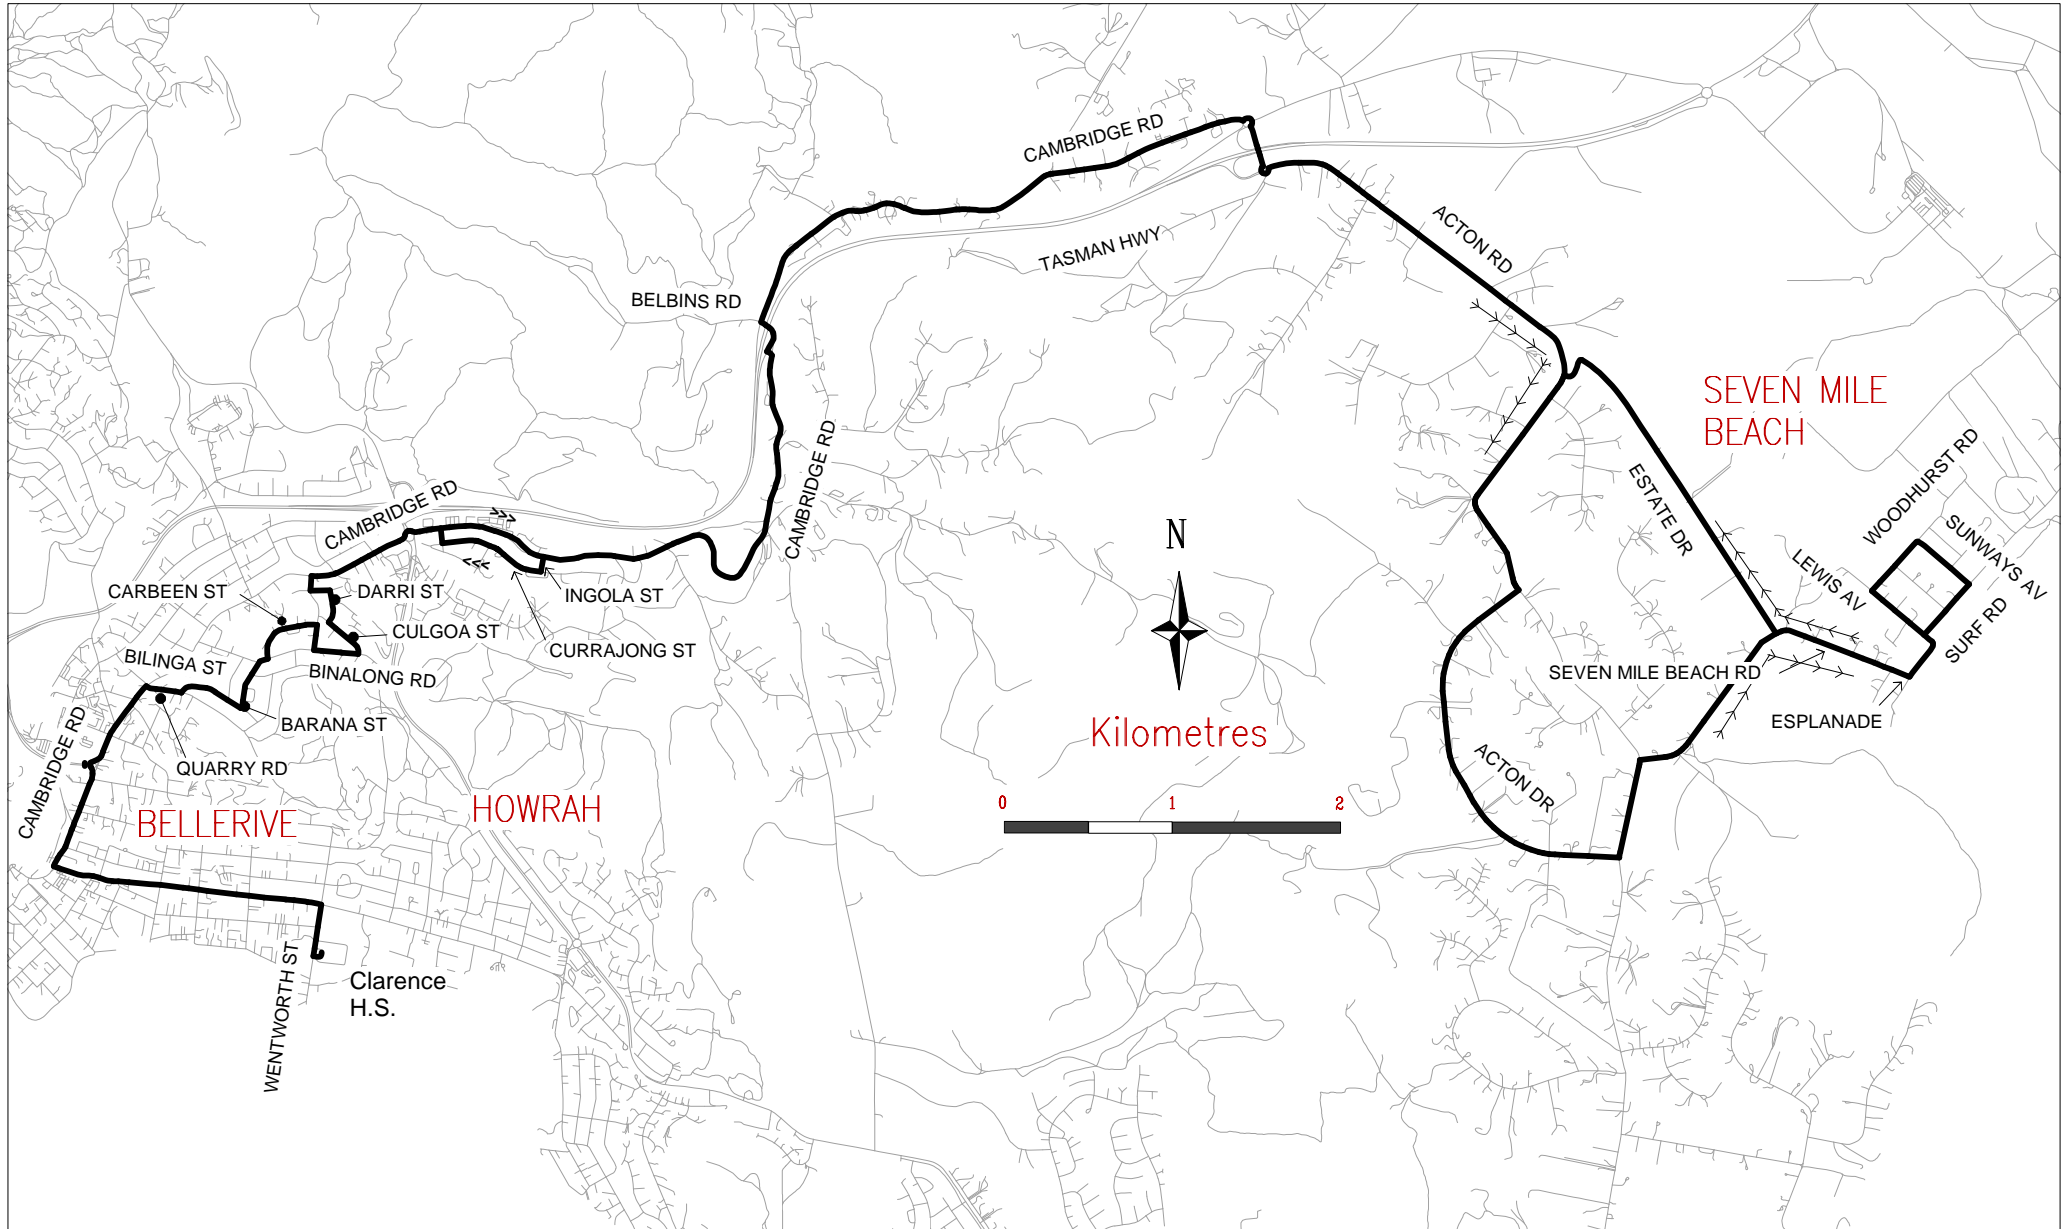 CAMBRIDGE RD
ACTON RD
TASMAN HWY
BELBINS RD
SEVEN MILE
BEACH
WOODHURST RD
SUNWAYS AV
ESTATE DR
CAMBRIDGE RD
CAMBRIDGE RD
>>>
<<<
N
LEWIS AV
SURF RD
CARBEEN ST
DARRI ST
INGOLA ST
CULGOA ST
CURRAJONG ST
BILINGA ST
BINALONG RD
SEVEN MILE BEACH RD
BARANA ST
ESPLANADE
Kilometres
CAMBRIDGE RD
QUARRY RD
ACTON DR
0 1 2
BELLERIVE
HOWRAH
WENTWORTH ST
Clarence
H.S.